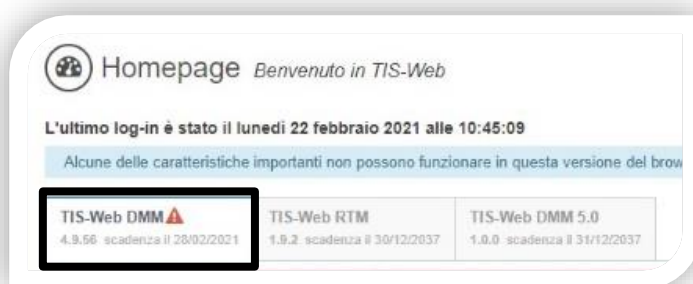 Homepage Benvenuto in TIS-Web
L'ultimo log-in è stato il lunedì 22 febbraio 2021 alle 10:45:09
Alcune delle caratteristiche importanti non possono funzionare in questa versione del brow
TIS-Web DMM TIS-Web RTM TIS-Web DMM 5.0
4.9.56 scadenza il 28/02/2021 1.9.2 scadenza il 30/12/2037 1.0.0 scadenza il 31/12/2037